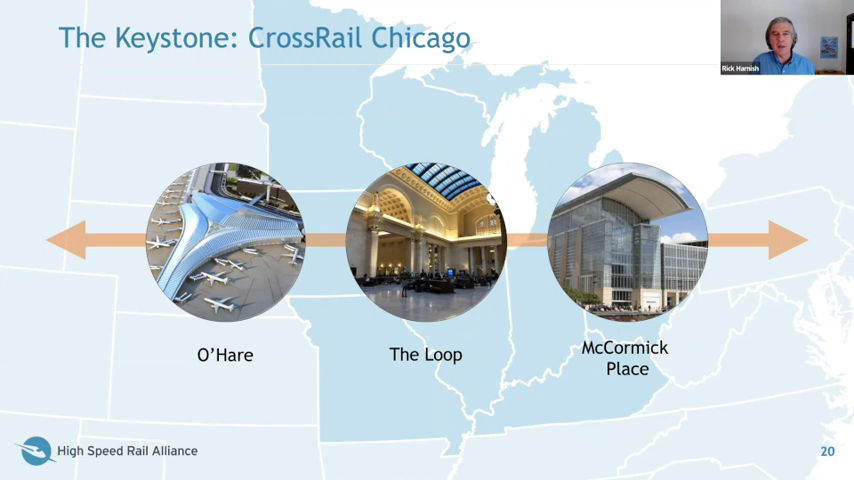 The Keystone: CrossRail Chicago
Rick Harnish
O'Hare
The Loop
McCormick
Place
High Speed Rail Alliance
20